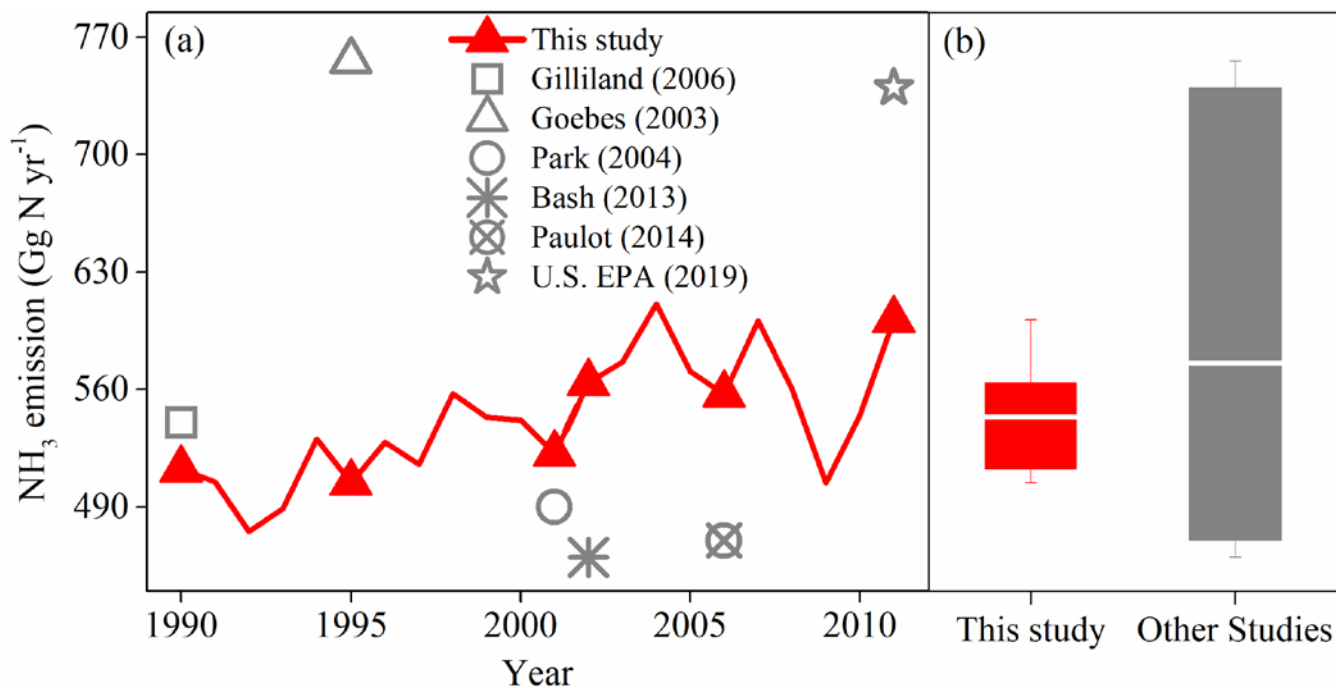 (a)
This study
Gilliland (2006)
Goebes (2003)
Park (2004)
Bash (2013)
Paulot (2014)
U.S. EPA (2019)
(b)
NH₃ emission (Gg N yr⁻¹)
770
700
630
560
490
1990
1995
2000
2005
2010
Year
This study
Other Studies